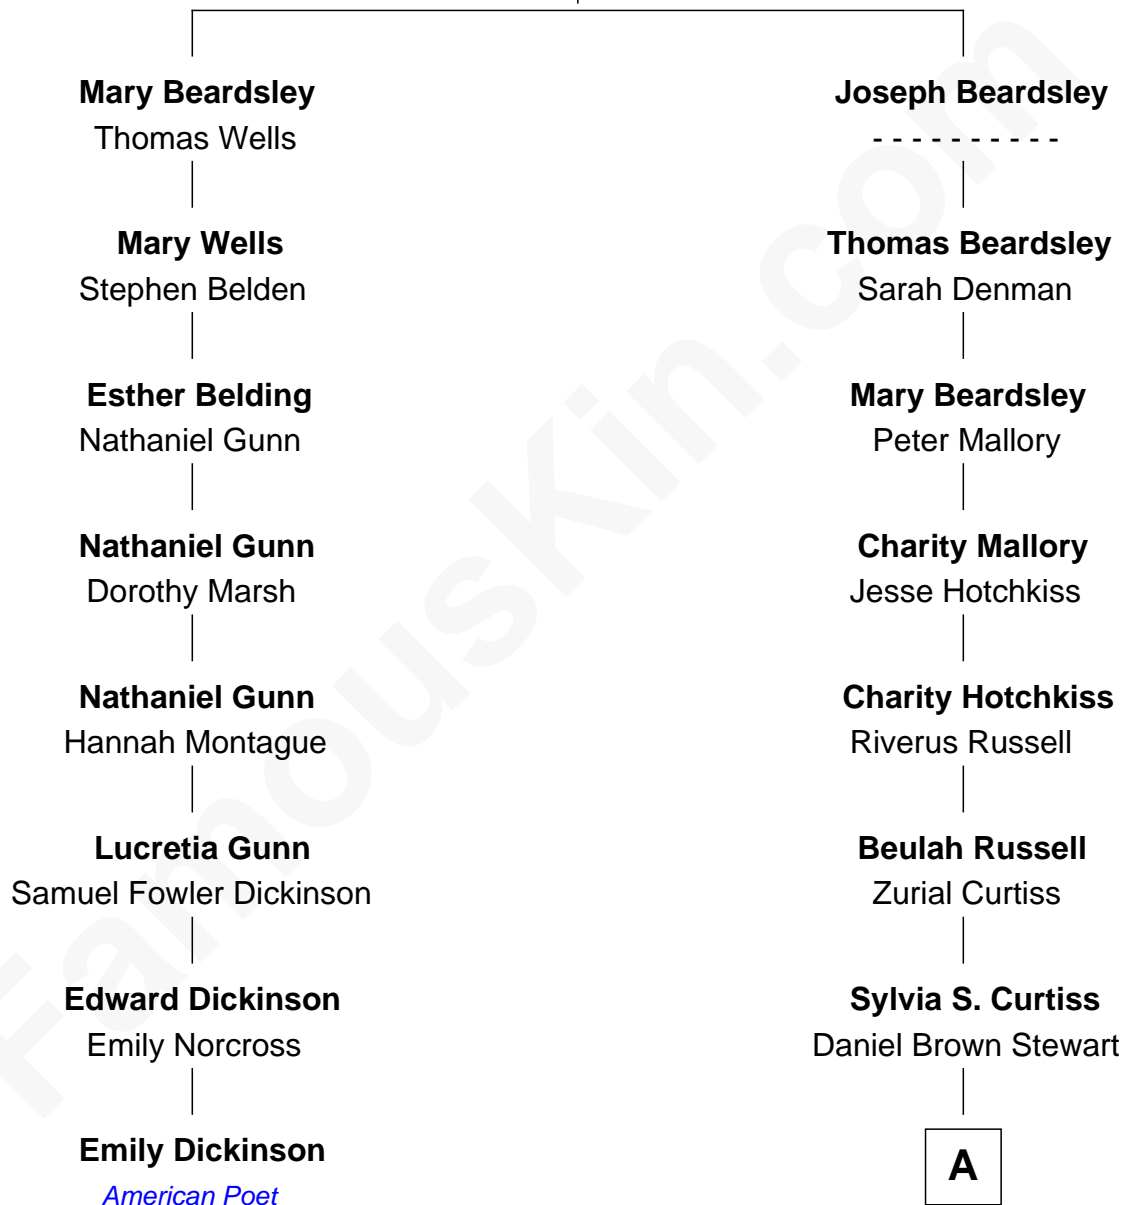 Mary Beardsley
Thomas Wells
Mary Wells
Stephen Belden
Esther Belding
Nathaniel Gunn
Nathaniel Gunn
Dorothy Marsh
Nathaniel Gunn
Hannah Montague
Lucretia Gunn
Samuel Fowler Dickinson
Edward Dickinson
Emily Norcross
Emily Dickinson
American Poet
Joseph Beardsley
- - - - - - - - - -
Thomas Beardsley
Sarah Denman
Mary Beardsley
Peter Mallory
Charity Mallory
Jesse Hotchkiss
Charity Hotchkiss
Riverus Russell
Beulah Russell
Zurial Curtiss
Sylvia S. Curtiss
Daniel Brown Stewart
A
FamousKin.com